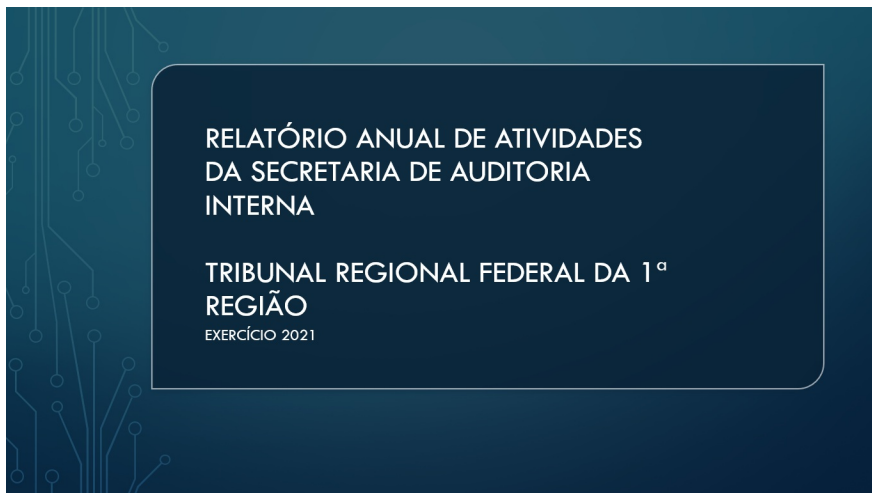 RELATÓRIO ANUAL DE ATIVIDADES
DA SECRETARIA DE AUDITORIA
INTERNA
TRIBUNAL REGIONAL FEDERAL DA 1ª
REGIÃO
EXERCÍCIO 2021